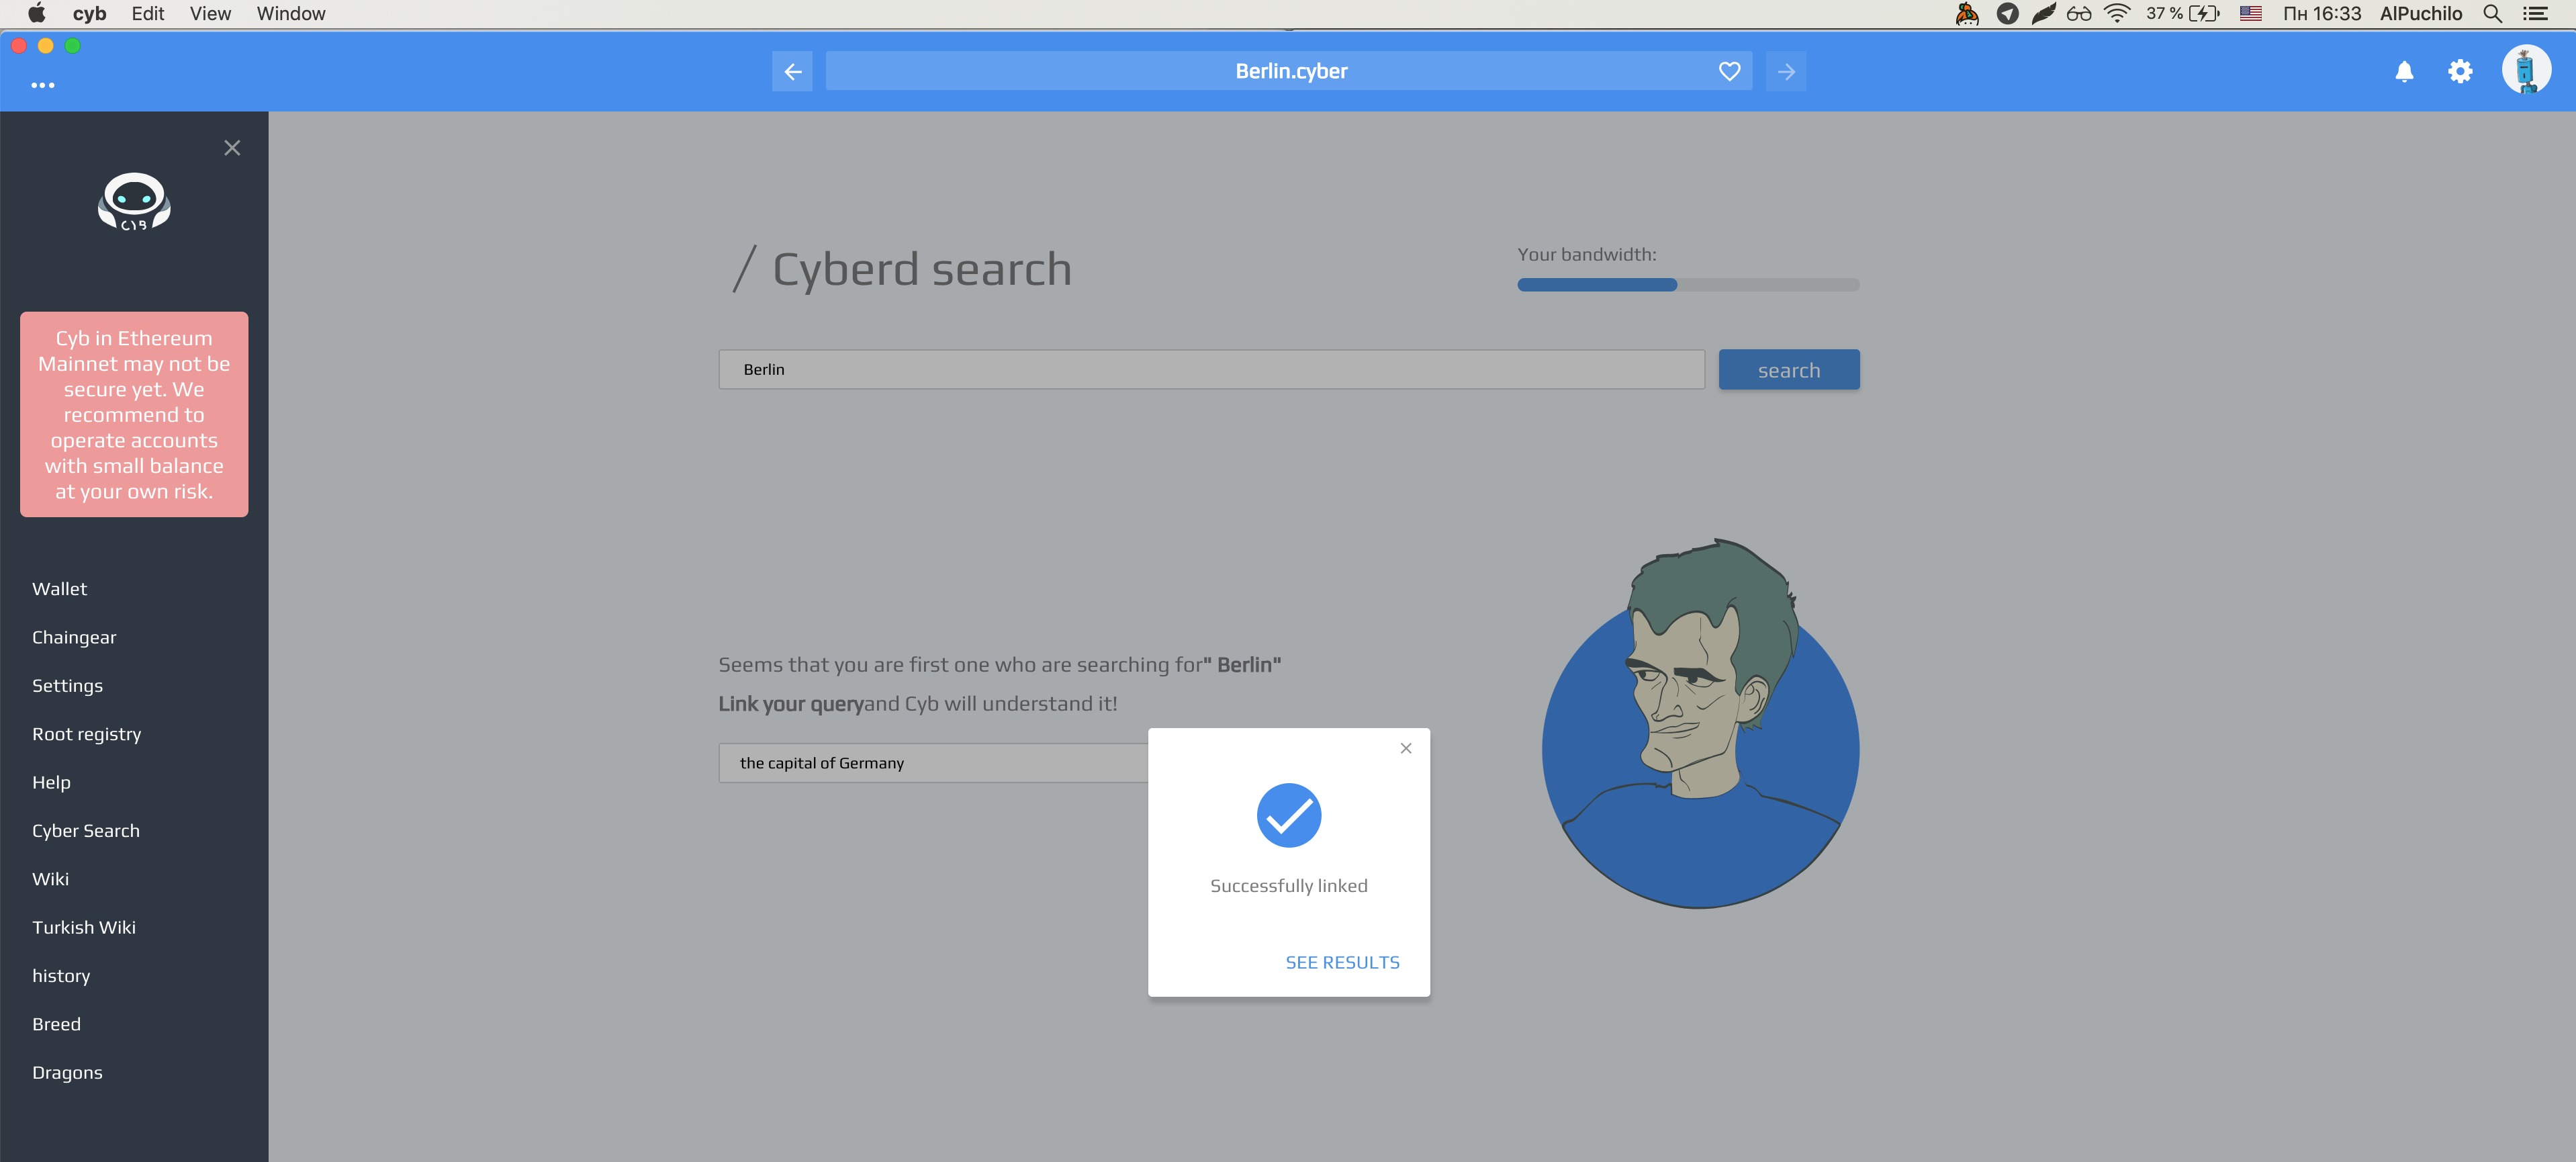 cyb Edit View Window
37 % Пн 16:33 AlPuchilo
Berlin.cyber
CYB
Cyb in Ethereum
Mainnet may not be
secure yet. We
recommend to
operate accounts
with small balance
at your own risk.
Wallet
Chaingear
Settings
Root registry
Help
Cyber Search
Wiki
Turkish Wiki
history
Breed
Dragons
/ Cyberd search
Your bandwidth:
Berlin
search
Seems that you are first one who are searching for" Berlin"
Link your queryand Cyb will understand it!
the capital of Germany
Successfully linked
SEE RESULTS